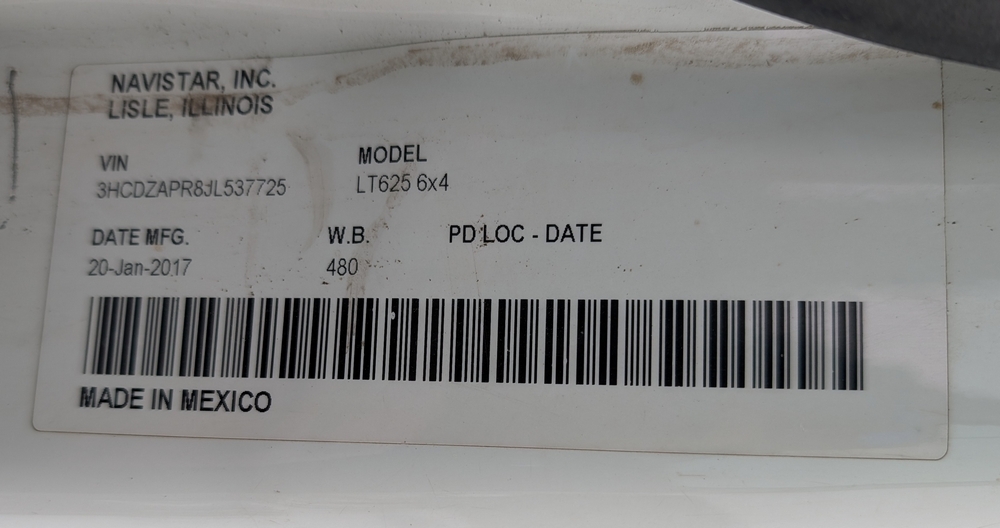 NAVISTAR, INC.
LISLE, ILLINOIS
VIN MODEL
3HCDZAPR8JL537725 LT625 6x4
DATE MFG. W.B. PD LOC - DATE
20-Jan-2017 480
MADE IN MEXICO